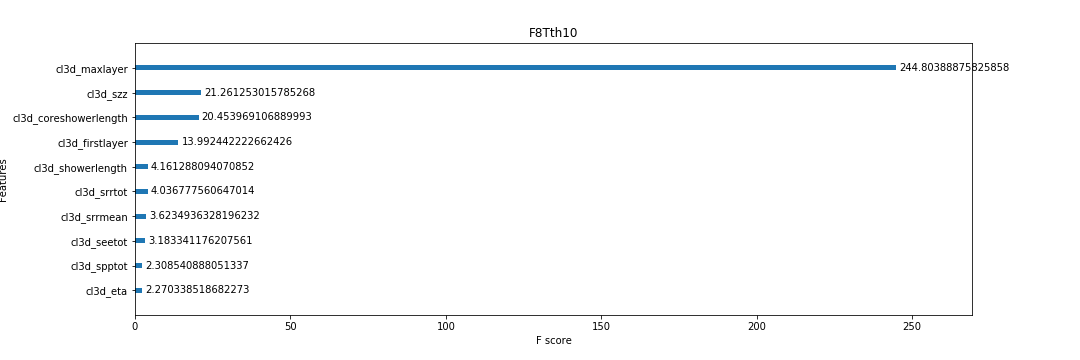 F8Tth10
cl3d_maxlayer 244.80388875825858
cl3d_szz 21.261253015785268
cl3d_coreshowerlength 20.453969106889993
cl3d_firstlayer 13.992442222662426
cl3d_showerlength 4.161288094070852
cl3d_srrtot 4.036777560647014
cl3d_srrmean 3.6234936328196232
cl3d_seetot 3.183341176207561
cl3d_spptot 2.308540888051337
cl3d_eta 2.270338518682273
Features
0 50 100 150 200 250
F score